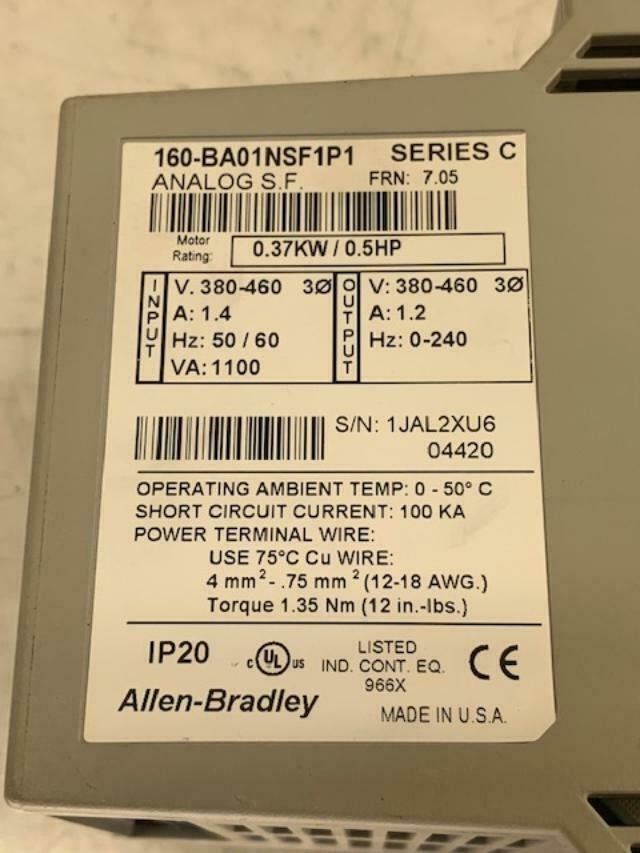 160-BA01NSF1P1 SERIES C
ANALOG S.F. FRN: 7.05
Motor Rating: 0.37KW / 0.5HP
INPUT
V. 380-460 3Ø
A: 1.4
Hz: 50 / 60
VA: 1100
OUTPUT
V: 380-460 3Ø
A: 1.2
Hz: 0-240
S/N: 1JAL2XU6
04420
OPERATING AMBIENT TEMP: 0 - 50° C
SHORT CIRCUIT CURRENT: 100 KA
POWER TERMINAL WIRE:
USE 75°C Cu WIRE:
4 mm²- .75 mm ² (12-18 AWG.)
Torque 1.35 Nm (12 in.-lbs.)
IP20
c UL US
LISTED
IND. CONT. EQ.
966X
CE
Allen-Bradley
MADE IN U.S.A.